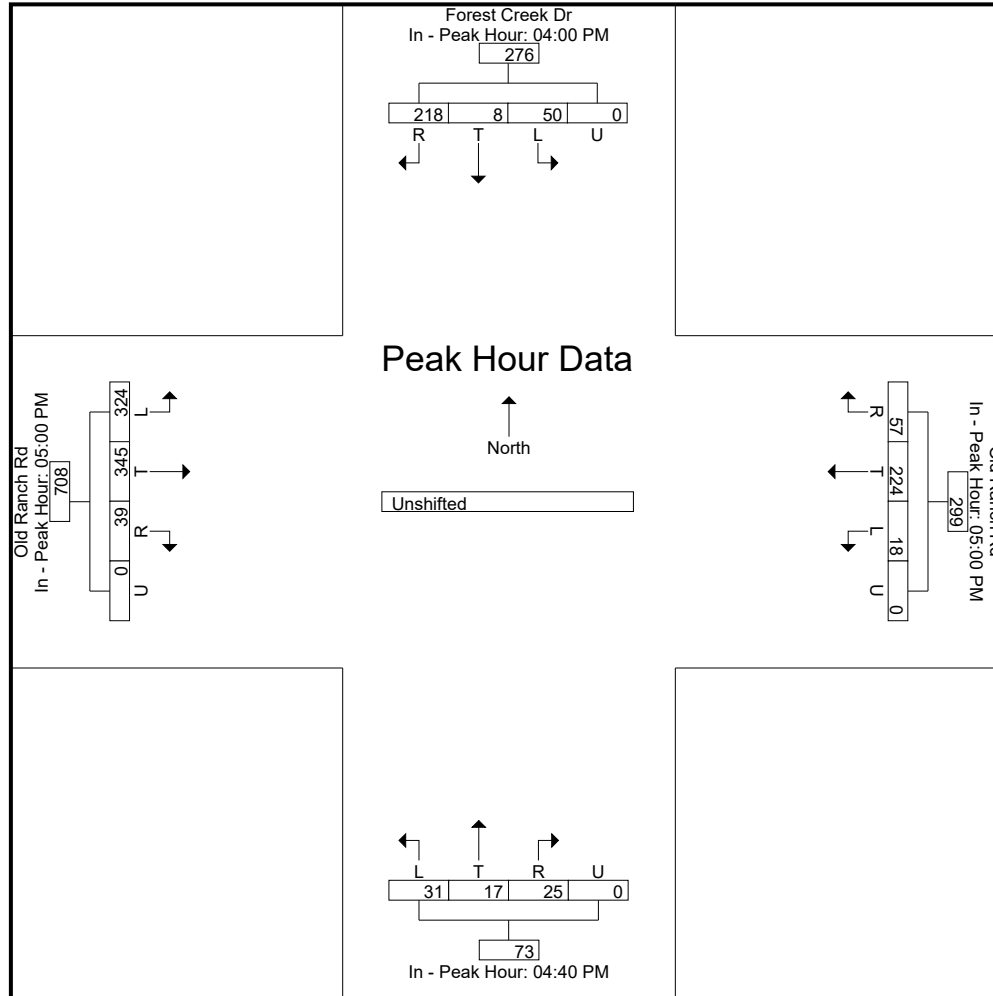 Forest Creek Dr
In - Peak Hour: 04:00 PM
276
218 8 50 0
R T L U
Peak Hour Data
North
Unshifted
Old Ranch Rd
In - Peak Hour: 05:00 PM
708
324 345 39 0
L T R U
In - Peak Hour: 05:00 PM
299
57 224 18 0
R T L U
L T R U
31 17 25 0
73
In - Peak Hour: 04:40 PM